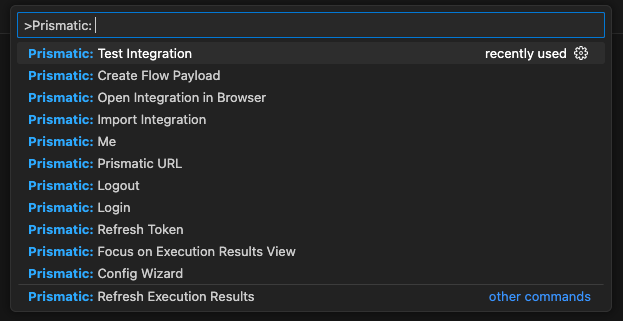 >Prismatic:
Prismatic: Test Integration recently used
Prismatic: Create Flow Payload
Prismatic: Open Integration in Browser
Prismatic: Import Integration
Prismatic: Me
Prismatic: Prismatic URL
Prismatic: Logout
Prismatic: Login
Prismatic: Refresh Token
Prismatic: Focus on Execution Results View
Prismatic: Config Wizard
Prismatic: Refresh Execution Results other commands